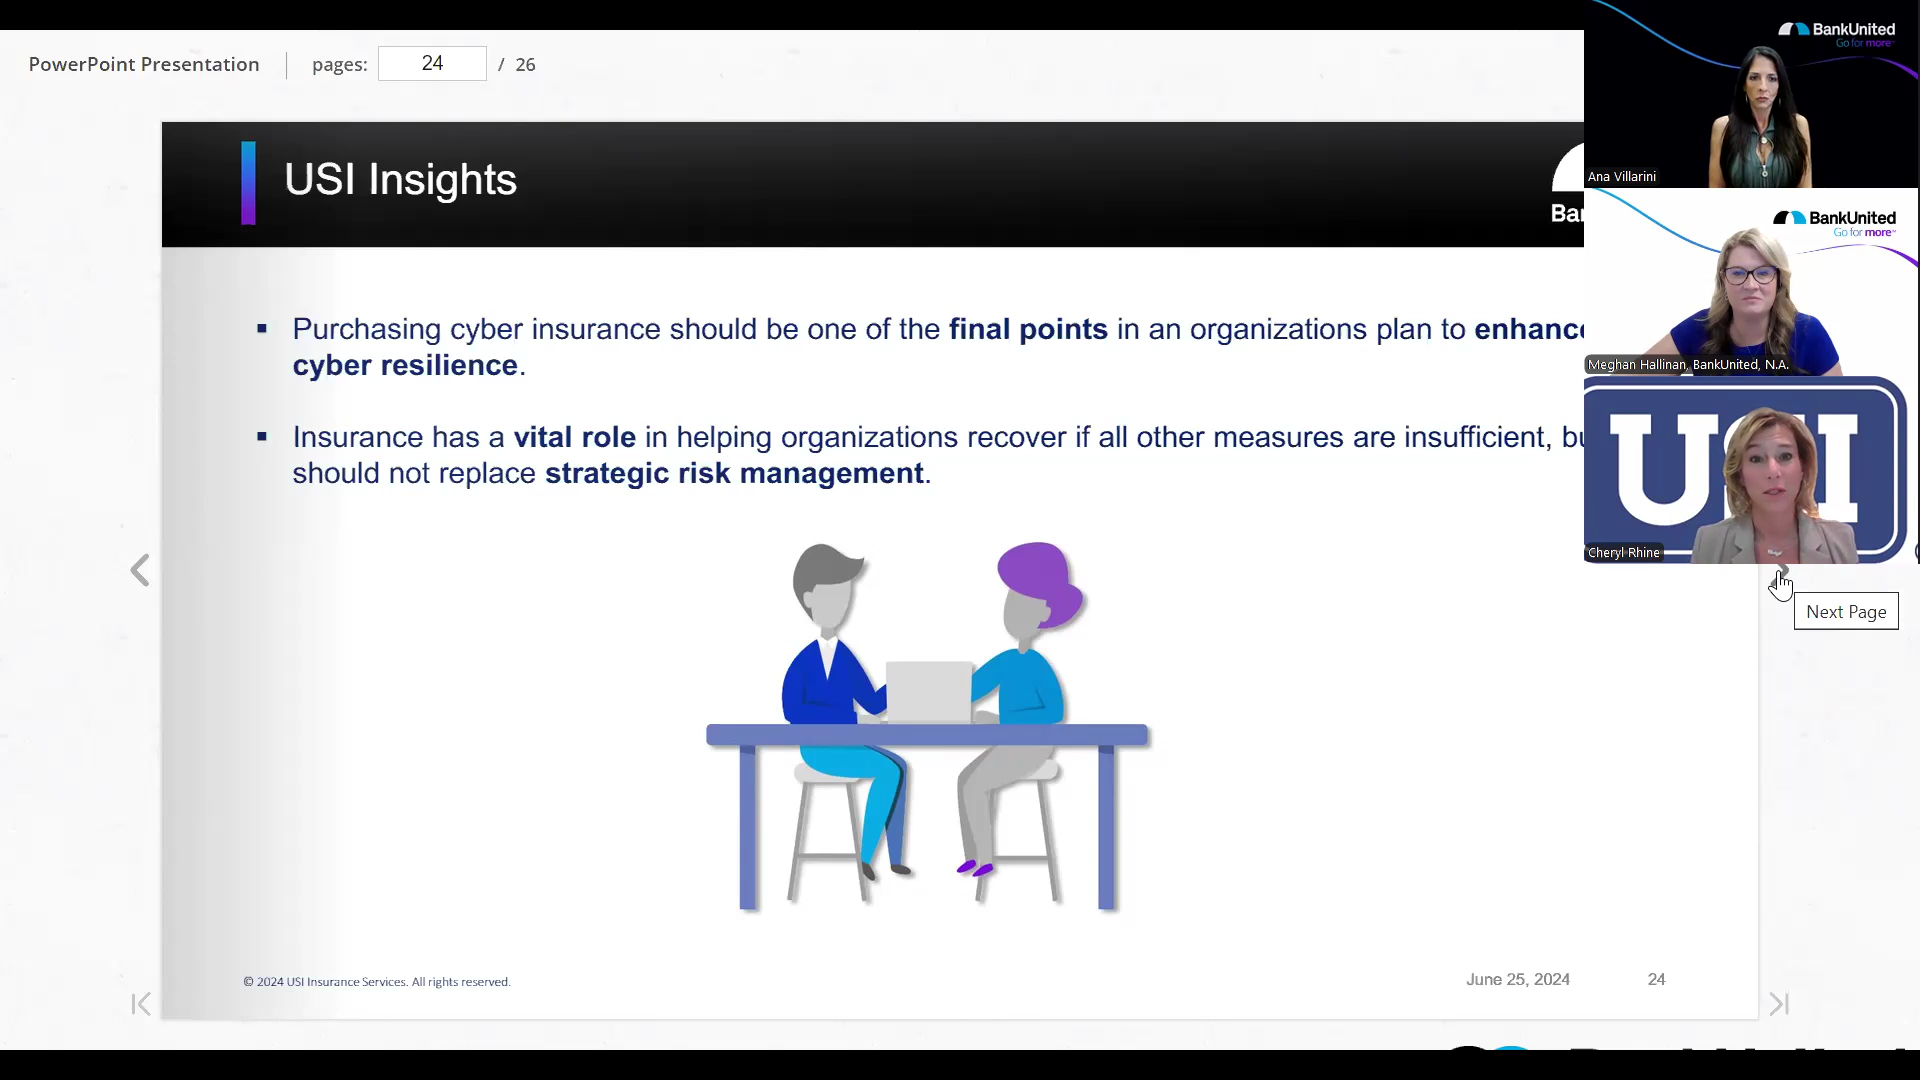 PowerPoint Presentation
pages: 24 / 26
USI Insights
▪ Purchasing cyber insurance should be one of the final points in an organizations plan to
cyber resilience.
▪ Insurance has a vital role in helping organizations recover if all other measures are insufficient,
should not replace strategic risk management.
© 2024 USI Insurance Services. All rights reserved.
June 25, 2024
24
BankUnited
Go for more
Ana Villarini
BankUnited
Go for more
Meghan Hallinan, BankUnited, N.A.
USI
Cheryl Rhine
Next Page